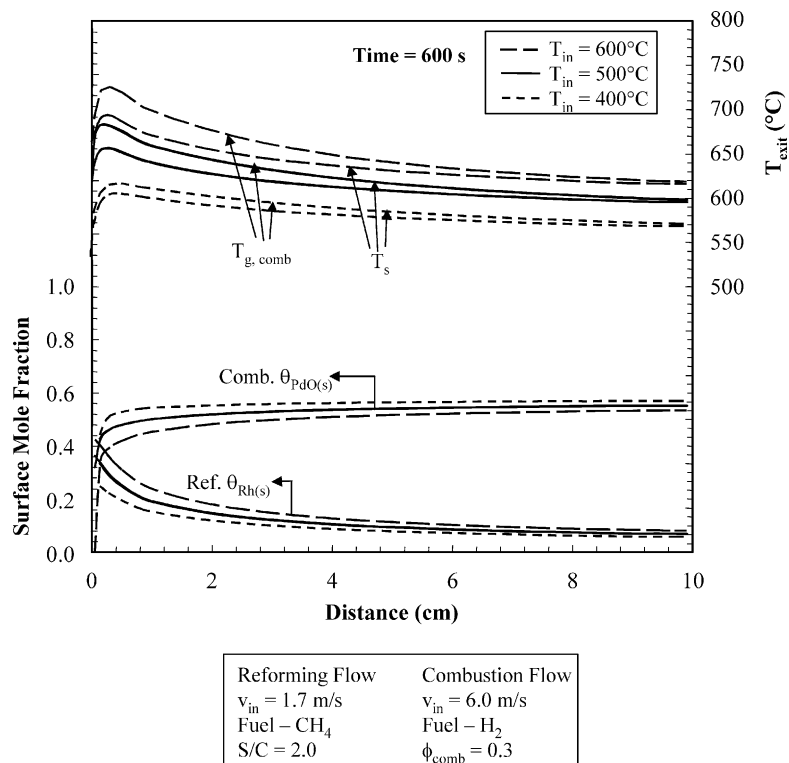 800
750
700
650
600
550
500
T_exit (°C)
Time = 600 s
T_in = 600°C
T_in = 500°C
T_in = 400°C
T_g, comb
T_s
1.0
0.8
0.6
0.4
0.2
0.0
Surface Mole Fraction
Comb. θ_PdO(s)
Ref. θ_Rh(s)
0 2 4 6 8 10
Distance (cm)
Reforming Flow
v_in = 1.7 m/s
Fuel – CH₄
S/C = 2.0
Combustion Flow
v_in = 6.0 m/s
Fuel – H₂
ϕ_comb = 0.3